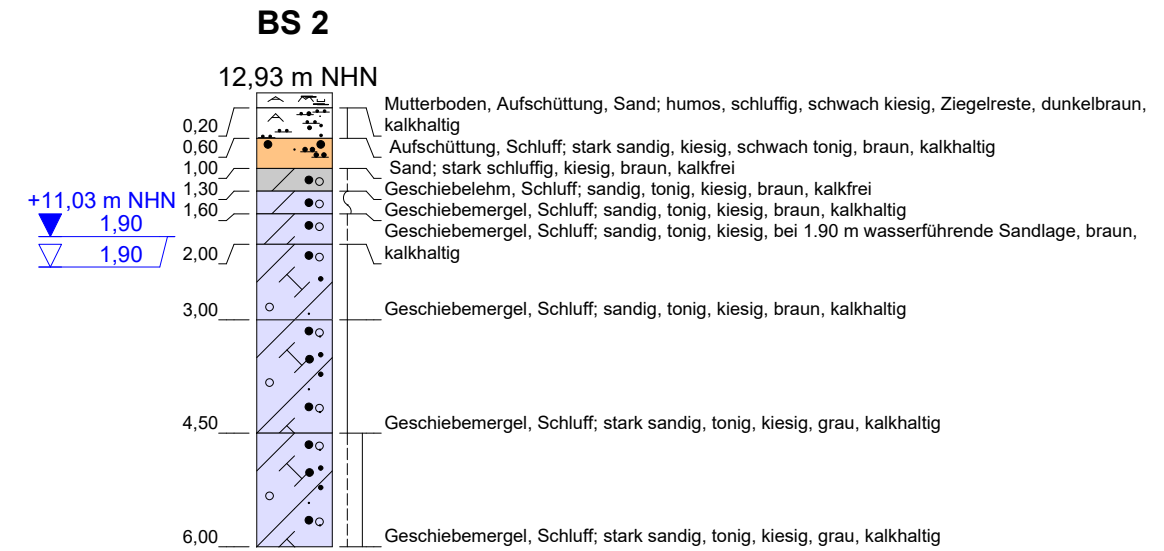 BS 2
12,93 m NHN
Mutterboden, Aufschüttung, Sand; humos, schluffig, schwach kiesig, Ziegelreste, dunkelbraun,
kalkhaltig
0,20
0,60
Aufschüttung, Schluff; stark sandig, kiesig, schwach tonig, braun, kalkhaltig
1,00
Sand; stark schluffig, kiesig, braun, kalkfrei
1,30
Geschiebelehm, Schluff; sandig, tonig, kiesig, braun, kalkfrei
+11,03 m NHN
1,60
Geschiebemergel, Schluff; sandig, tonig, kiesig, braun, kalkhaltig
1,90
Geschiebemergel, Schluff; sandig, tonig, kiesig, bei 1.90 m wasserführende Sandlage, braun,
kalkhaltig
1,90
2,00
3,00
Geschiebemergel, Schluff; sandig, tonig, kiesig, braun, kalkhaltig
4,50
Geschiebemergel, Schluff; stark sandig, tonig, kiesig, grau, kalkhaltig
6,00
Geschiebemergel, Schluff; stark sandig, tonig, kiesig, grau, kalkhaltig